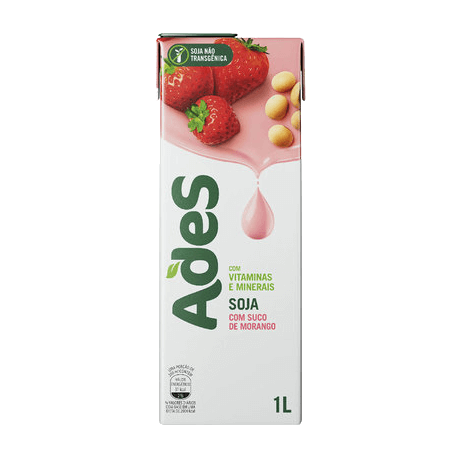 SOJA NÃO
TRANSGÊNICA
AdeS
COM
VITAMINAS
E MINERAIS
SOJA
COM SUCO
DE MORANGO
1L